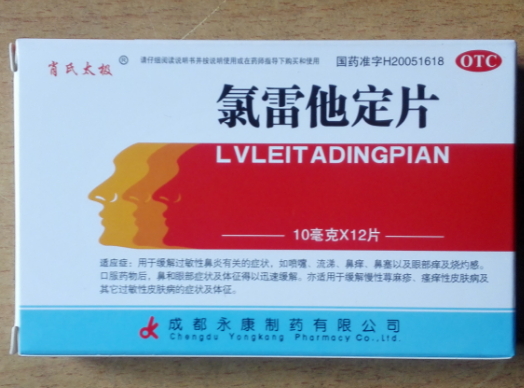 肖氏太极 ® 请仔细阅读说明书并按说明使用或在药师指导下购买和使用 国药准字H20051618 OTC
氯雷他定片
LVLEITADINGPIAN
10毫克X12片
适应症：用于缓解过敏性鼻炎有关的症状，如喷嚏、流涕、鼻痒、鼻塞以及眼部痒及烧灼感。
口服药物后，鼻和眼部症状及体征得以迅速缓解。亦适用于缓解慢性荨麻疹、瘙痒性皮肤病及
其它过敏性皮肤病的症状及体征。
成都永康制药有限公司
Chengdu Yongkang Pharmacy Co.,Ltd.